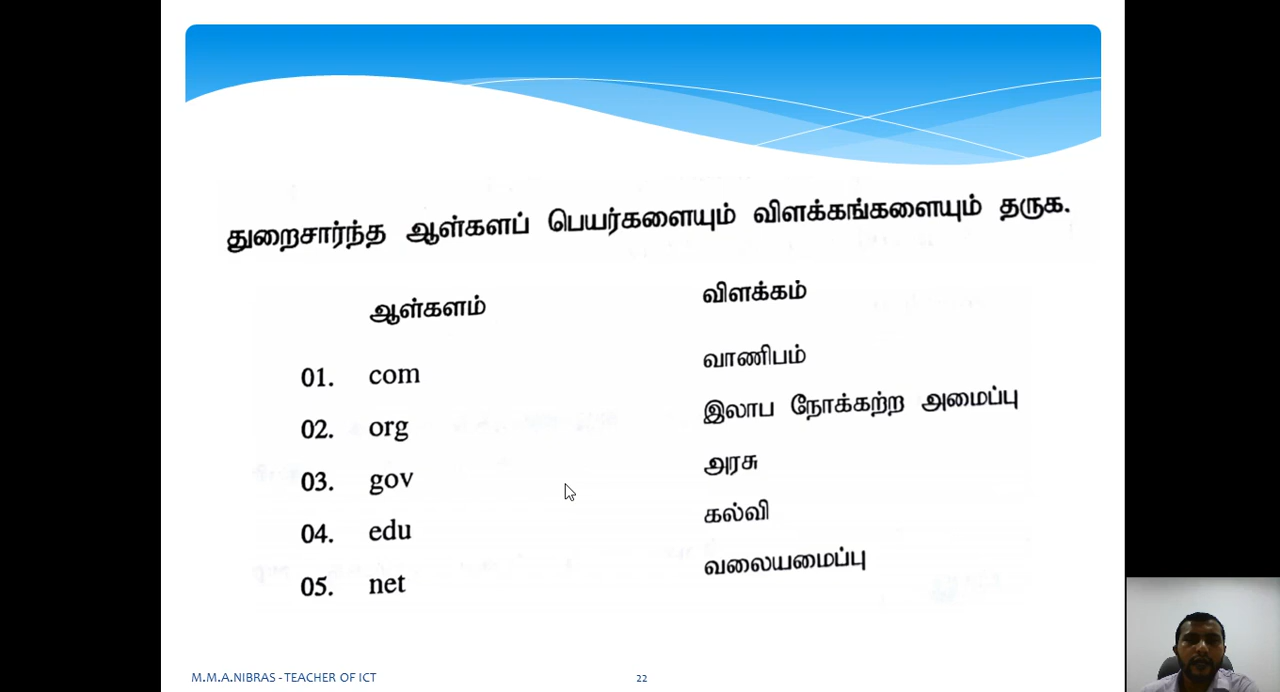 துறைசார்ந்த ஆள்களப் பெயர்களையும் விளக்கங்களையும் தருக.
ஆள்களம் விளக்கம்
01. com வாணிபம்
02. org இலாப நோக்கற்ற அமைப்பு
03. gov அரசு
04. edu கல்வி
05. net வலையமைப்பு
M.M.A.NIBRAS - TEACHER OF ICT 22